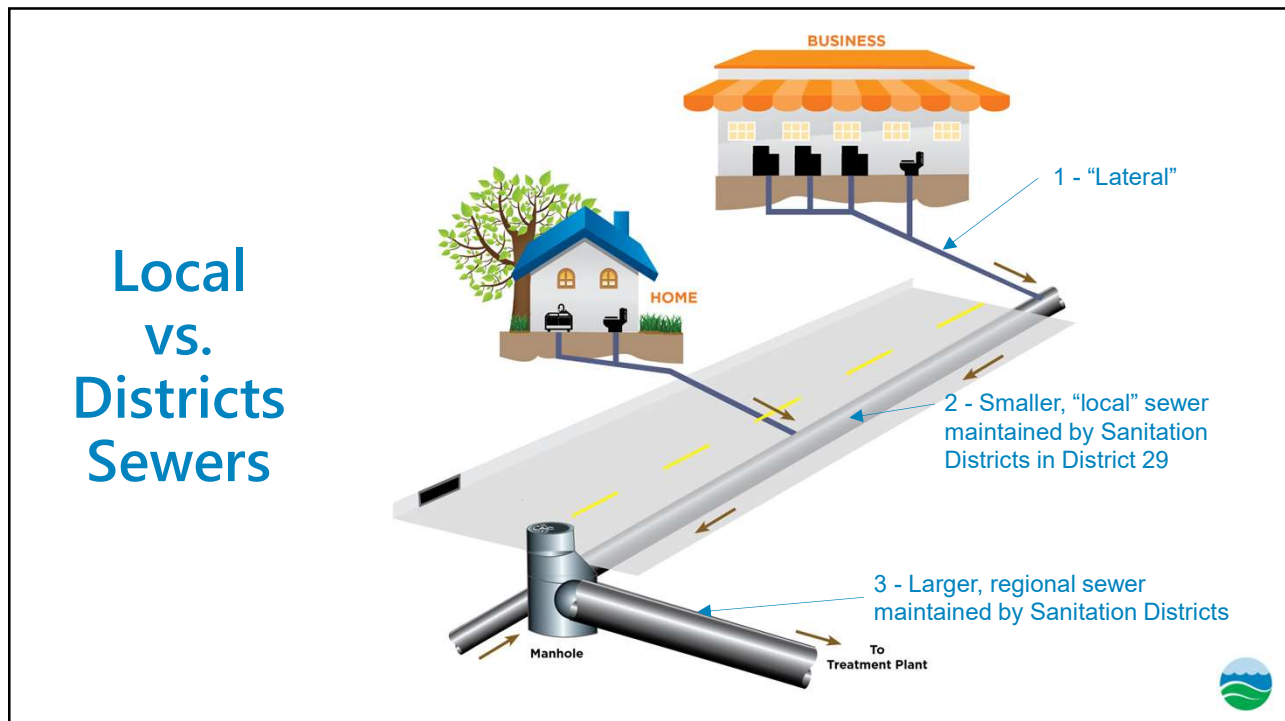 Local
vs.
Districts
Sewers
BUSINESS
1 - “Lateral”
HOME
2 - Smaller, “local” sewer
maintained by Sanitation
Districts in District 29
3 - Larger, regional sewer
maintained by Sanitation Districts
Manhole
To
Treatment Plant